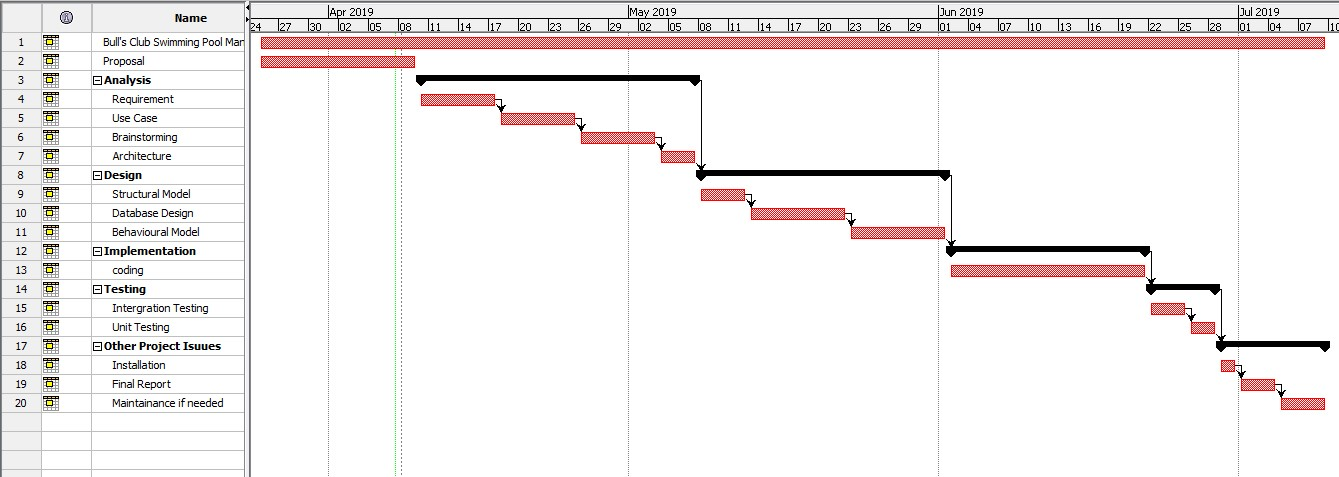 Name
Apr 2019 May 2019 Jun 2019 Jul 2019
24 27 30 02 05 08 11 14 17 20 23 26 29 02 05 08 11 14 17 20 23 26 29 01 04 07 10 13 16 19 22 25 28 01 04 07 10
1 Bull's Club Swimming Pool Man
2 Proposal
3 Analysis
4 Requirement
5 Use Case
6 Brainstorming
7 Architecture
8 Design
9 Structural Model
10 Database Design
11 Behavioural Model
12 Implementation
13 coding
14 Testing
15 Intergration Testing
16 Unit Testing
17 Other Project Isuues
18 Installation
19 Final Report
20 Maintainance if needed